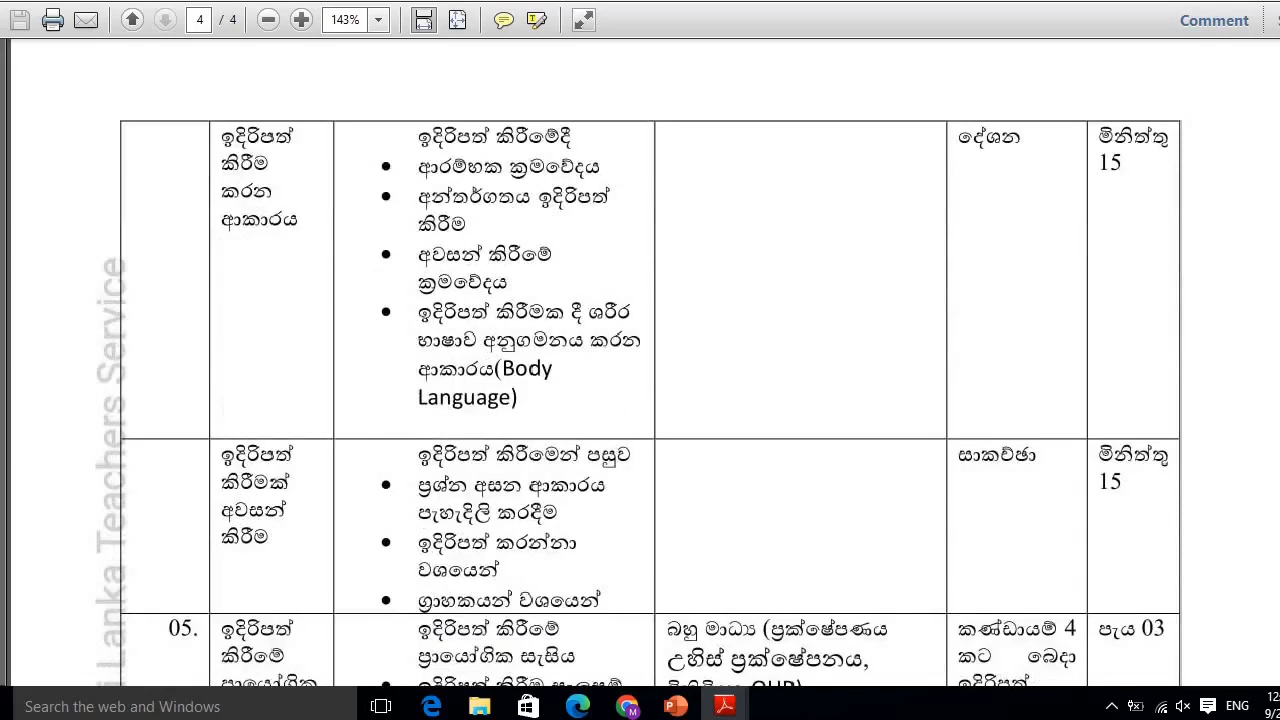 4 / 4 143% Comment
ඉදිරිපත් කිරීම කරන ආකාරය
ඉදිරිපත් කිරීමේදී
• ආරම්භක ක්‍රමවේදය
• අන්තර්ගතය ඉදිරිපත්
කිරීම
• අවසන් කිරීමේ
ක්‍රමවේදය
• ඉදිරිපත් කිරීමක දී ශරීර
භාෂාව අනුගමනය කරන
ආකාරය(Body
Language)
දේශන
මිනිත්තු
15
ඉදිරිපත්
කිරීමක්
අවසන්
කිරීම
ඉදිරිපත් කිරීමෙන් පසුව
• ප්‍රශ්න අසන ආකාරය
පැහැදිලි කරදීම
• ඉදිරිපත් කරන්නා
වශයෙන්
• ග්‍රාහකයන් වශයෙන්
සාකච්ඡා
මිනිත්තු
15
05.
ඉදිරිපත්
කිරීමේ
ප්‍රායෝගික
ඉදිරිපත් කිරීමේ
ප්‍රායෝගික සැසිය
බහු මාධ්‍ය (ප්‍රක්ෂේපණය
උහිස් ප්‍රක්ෂේපනය,
OHP)
කණ්ඩායම් 4
කට බෙදා
ඉදිරිපත්
පැය 03
Lanka Teachers Service
Search the web and Windows
ENG